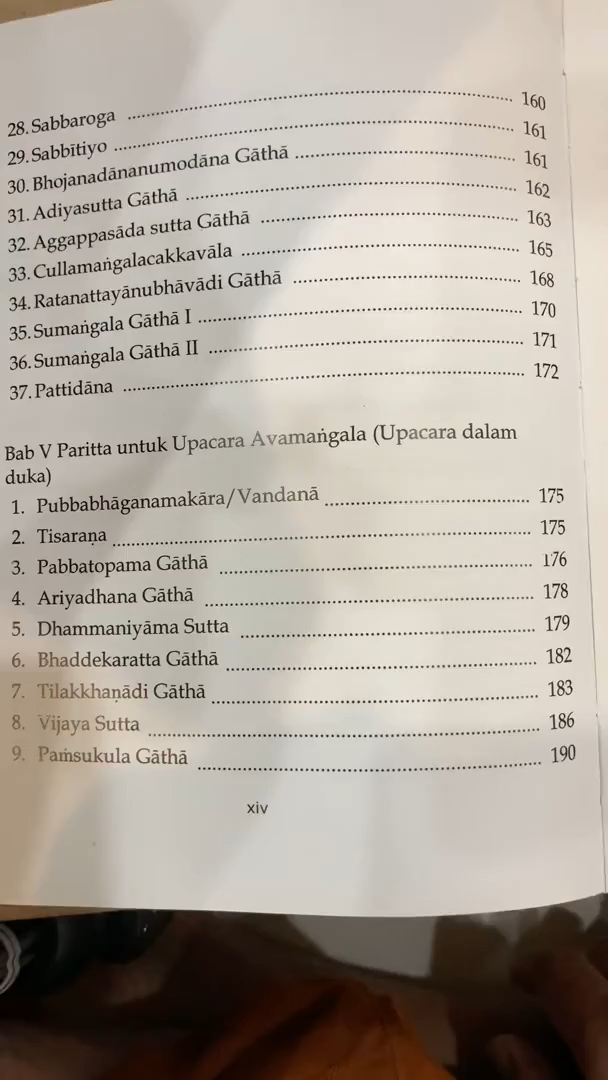 28. Sabbaroga ........ 160
29. Sabbītiyo ........ 161
30. Bhojanadānanumodāna Gāthā ........ 161
31. Adiyasutta Gāthā ........ 162
32. Aggappasāda sutta Gāthā ........ 163
33. Cullamaṅgalacakkavāla ........ 165
34. Ratanattayānubhāvādi Gāthā ........ 168
35. Sumaṅgala Gāthā I ........ 170
36. Sumaṅgala Gāthā II ........ 171
37. Pattidāna ........ 172
Bab V Paritta untuk Upacara Avamaṅgala (Upacara dalam
duka)
1. Pubbabhāganamakāra/Vandanā ........ 175
2. Tisaraṇa ........ 175
3. Pabbatopama Gāthā ........ 176
4. Ariyadhana Gāthā ........ 178
5. Dhammaniyāma Sutta ........ 179
6. Bhaddekaratta Gāthā ........ 182
7. Tilakkhaṇādi Gāthā ........ 183
8. Vijaya Sutta ........ 186
9. Paṁsukula Gāthā ........ 190
xiv